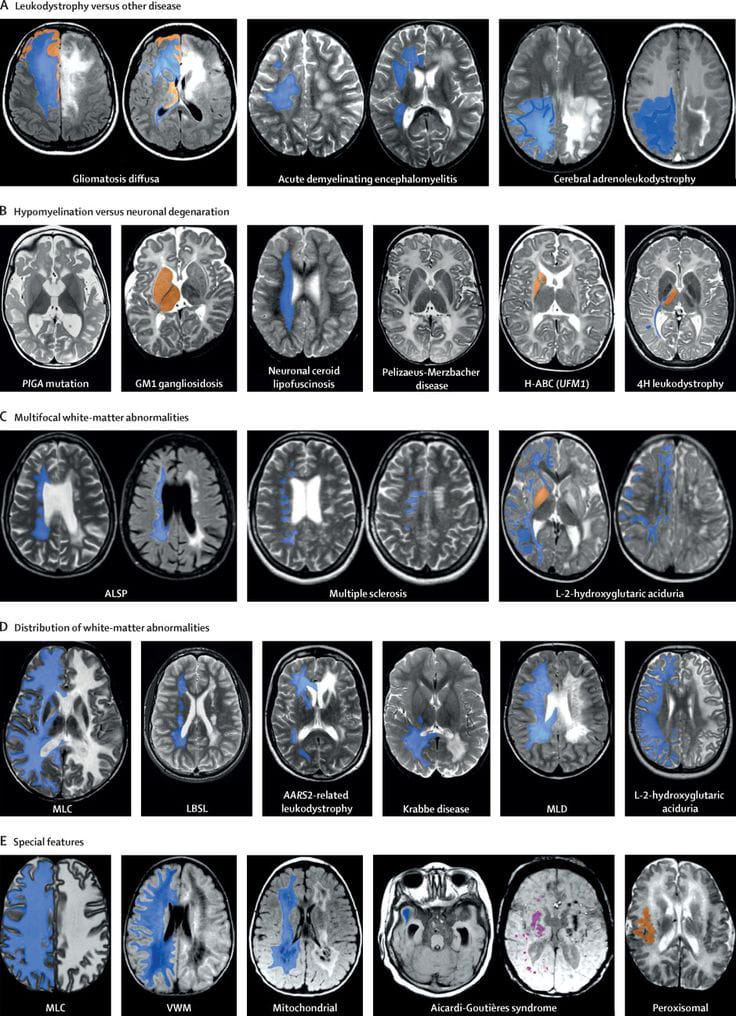 A Leukodystrophy versus other disease
Gliomatosis diffusa
Acute demyelinating encephalomyelitis
Cerebral adrenoleukodystrophy
B Hypomyelination versus neuronal degenaration
PIGA mutation
GM1 gangliosidosis
Neuronal ceroid
lipofuscinosis
Pelizaeus-Merzbacher
disease
H-ABC (UFM1)
4H leukodystrophy
C Multifocal white-matter abnormalities
ALSP
Multiple sclerosis
L-2-hydroxyglutaric aciduria
D Distribution of white-matter abnormalities
MLC
LBSL
AARS2-related
leukodystrophy
Krabbe disease
MLD
L-2-hydroxyglutaric
aciduria
E Special features
MLC
VWM
Mitochondrial
Aicardi-Goutières syndrome
Peroxisomal